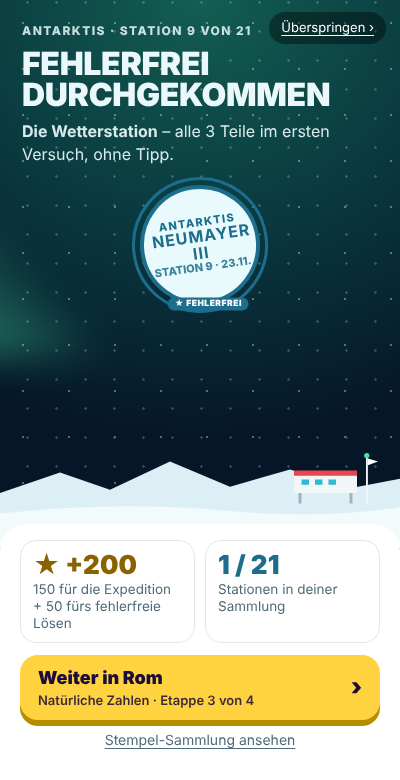 ANTARKTIS · STATION 9 VON 21
Überspringen ›
FEHLERFREI
DURCHGEKOMMEN
Die Wetterstation – alle 3 Teile im ersten
Versuch, ohne Tipp.
ANTARKTIS
NEUMAYER
III
STATION 9 · 23.11.
★ FEHLERFREI
★ +200
150 für die Expedition
+ 50 fürs fehlerfreie
Lösen
1 / 21
Stationen in deiner
Sammlung
Weiter in Rom
Natürliche Zahlen · Etappe 3 von 4
›
Stempel-Sammlung ansehen